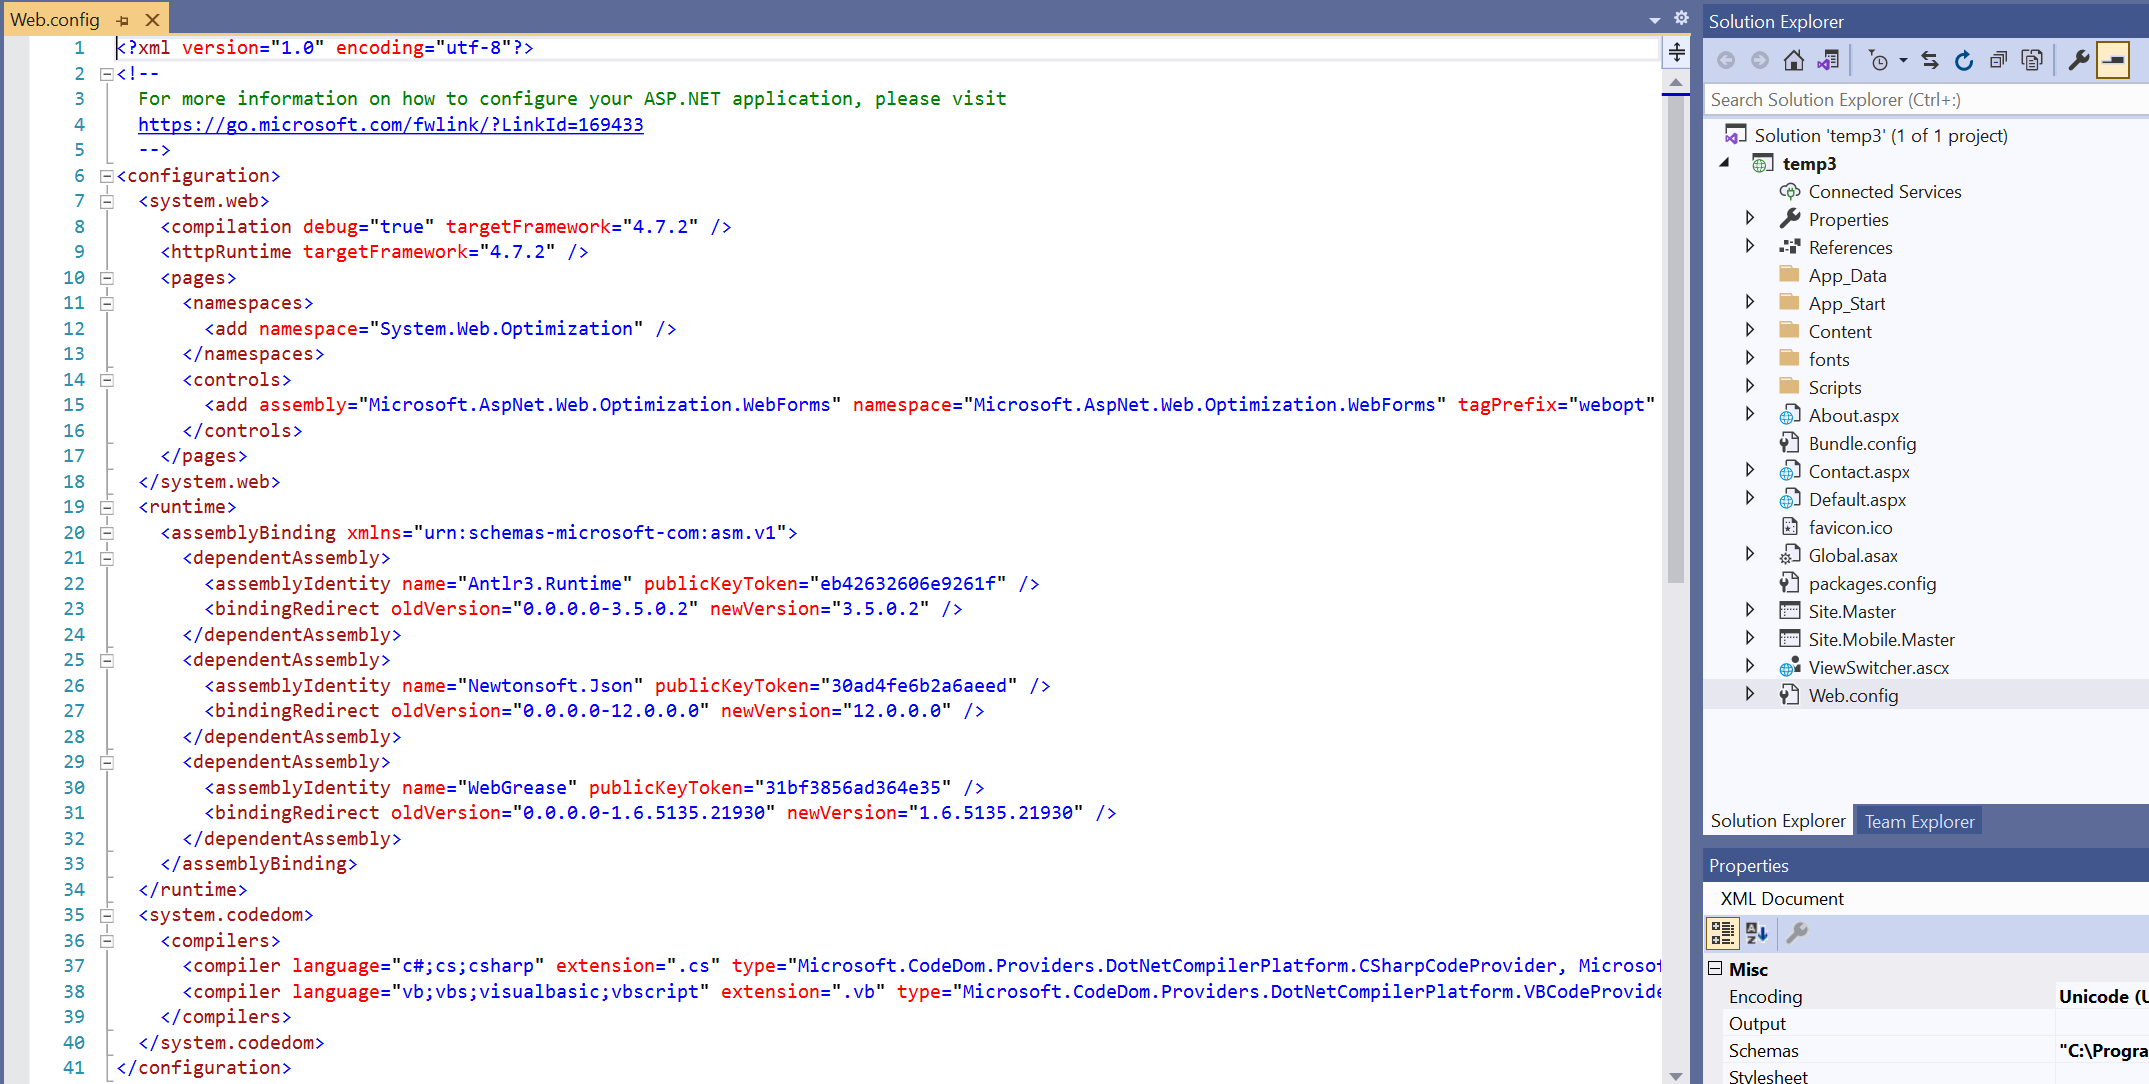 Web.config
1 <?xml version="1.0" encoding="utf-8"?>
2 <!--
3 For more information on how to configure your ASP.NET application, please visit
4 https://go.microsoft.com/fwlink/?LinkId=169433
5 -->
6 <configuration>
7 <system.web>
8 <compilation debug="true" targetFramework="4.7.2" />
9 <httpRuntime targetFramework="4.7.2" />
10 <pages>
11 <namespaces>
12 <add namespace="System.Web.Optimization" />
13 </namespaces>
14 <controls>
15 <add assembly="Microsoft.AspNet.Web.Optimization.WebForms" namespace="Microsoft.AspNet.Web.Optimization.WebForms" tagPrefix="webopt"
16 </controls>
17 </pages>
18 </system.web>
19 <runtime>
20 <assemblyBinding xmlns="urn:schemas-microsoft-com:asm.v1">
21 <dependentAssembly>
22 <assemblyIdentity name="Antlr3.Runtime" publicKeyToken="eb42632606e9261f" />
23 <bindingRedirect oldVersion="0.0.0.0-3.5.0.2" newVersion="3.5.0.2" />
24 </dependentAssembly>
25 <dependentAssembly>
26 <assemblyIdentity name="Newtonsoft.Json" publicKeyToken="30ad4fe6b2a6aeed" />
27 <bindingRedirect oldVersion="0.0.0.0-12.0.0.0" newVersion="12.0.0.0" />
28 </dependentAssembly>
29 <dependentAssembly>
30 <assemblyIdentity name="WebGrease" publicKeyToken="31bf3856ad364e35" />
31 <bindingRedirect oldVersion="0.0.0.0-1.6.5135.21930" newVersion="1.6.5135.21930" />
32 </dependentAssembly>
33 </assemblyBinding>
34 </runtime>
35 <system.codedom>
36 <compilers>
37 <compiler language="c#;cs;csharp" extension=".cs" type="Microsoft.CodeDom.Providers.DotNetCompilerPlatform.CSharpCodeProvider, Microsof
38 <compiler language="vb;vbs;visualbasic;vbscript" extension=".vb" type="Microsoft.CodeDom.Providers.DotNetCompilerPlatform.VBCodeProvide
39 </compilers>
40 </system.codedom>
41 </configuration>
Solution Explorer
Search Solution Explorer (Ctrl+:)
Solution 'temp3' (1 of 1 project)
temp3
Connected Services
Properties
References
App_Data
App_Start
Content
fonts
Scripts
About.aspx
Bundle.config
Contact.aspx
Default.aspx
favicon.ico
Global.asax
packages.config
Site.Master
Site.Mobile.Master
ViewSwitcher.ascx
Web.config
Solution Explorer Team Explorer
Properties
XML Document
Misc
Encoding Unicode (U
Output
Schemas "C:\Progra
Stylesheet